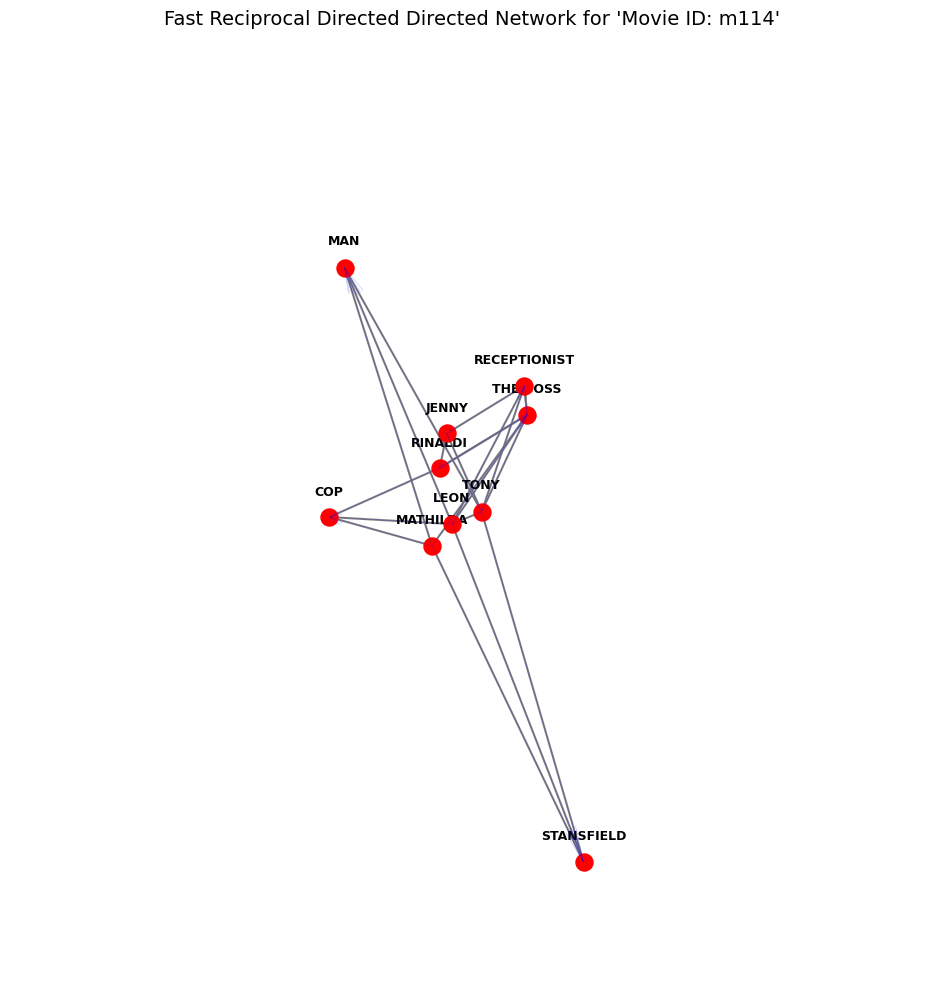 Fast Reciprocal Directed Directed Network for 'Movie ID: m114'
MAN
RECEPTIONIST
THE BOSS
JENNY
RINALDI
TONY
COP
LEON
MATHILDA
STANSFIELD